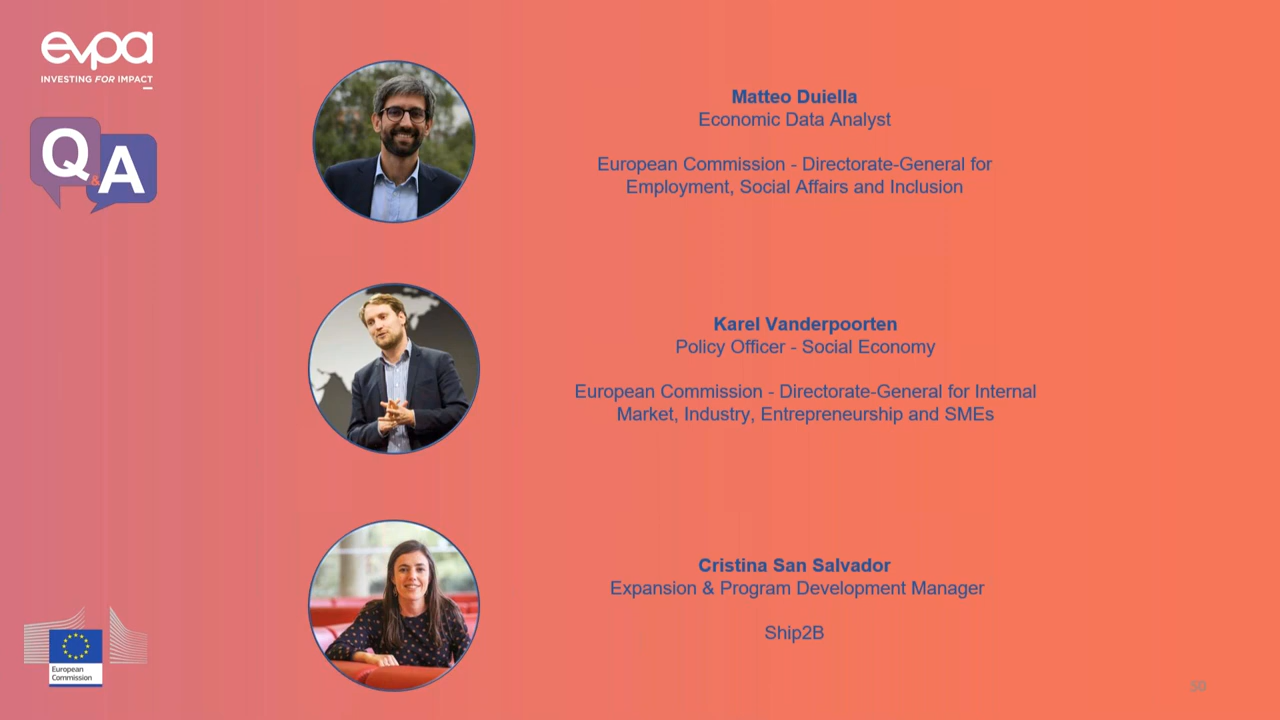 evpa
INVESTING FOR IMPACT
Q&A
Matteo Duiella
Economic Data Analyst
European Commission - Directorate-General for
Employment, Social Affairs and Inclusion
Karel Vanderpoorten
Policy Officer - Social Economy
European Commission - Directorate-General for Internal
Market, Industry, Entrepreneurship and SMEs
Cristina San Salvador
Expansion & Program Development Manager
Ship2B
European
Commission
50